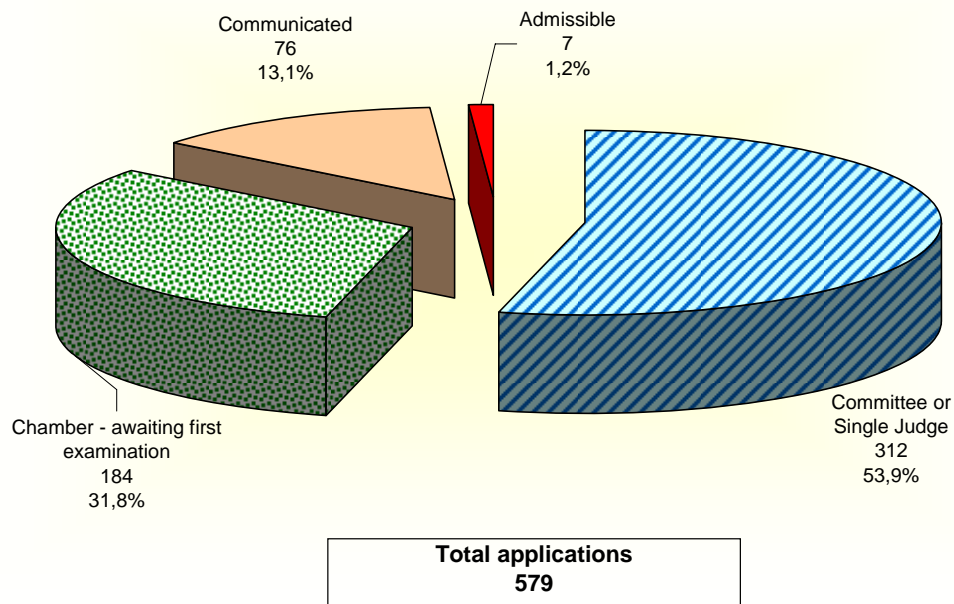 Communicated
76
13,1%
Admissible
7
1,2%
Chamber - awaiting first
examination
184
31,8%
Committee or
Single Judge
312
53,9%
Total applications
579